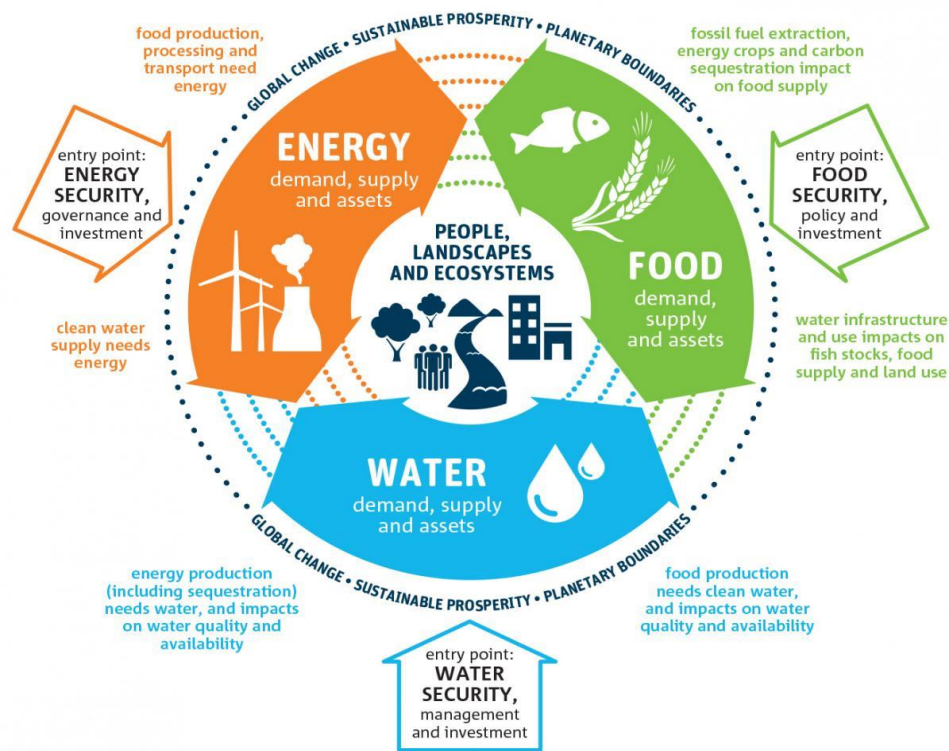 GLOBAL CHANGE • SUSTAINABLE PROSPERITY • PLANETARY BOUNDARIES
food production,
processing and
transport need
energy
fossil fuel extraction,
energy crops and carbon
sequestration impact
on food supply
entry point:
ENERGY
SECURITY,
governance and
investment
ENERGY
demand, supply
and assets
entry point:
FOOD
SECURITY,
policy and
investment
PEOPLE,
LANDSCAPES
AND ECOSYSTEMS
FOOD
demand,
supply
and assets
clean water
supply needs
energy
water infrastructure
and use impacts on
fish stocks, food
supply and land use
WATER
demand, supply
and assets
GLOBAL CHANGE • SUSTAINABLE PROSPERITY • PLANETARY BOUNDARIES
energy production
(including sequestration)
needs water, and impacts
on water quality and
availability
food production
needs clean water,
and impacts on water
quality and availability
entry point:
WATER
SECURITY,
management
and investment